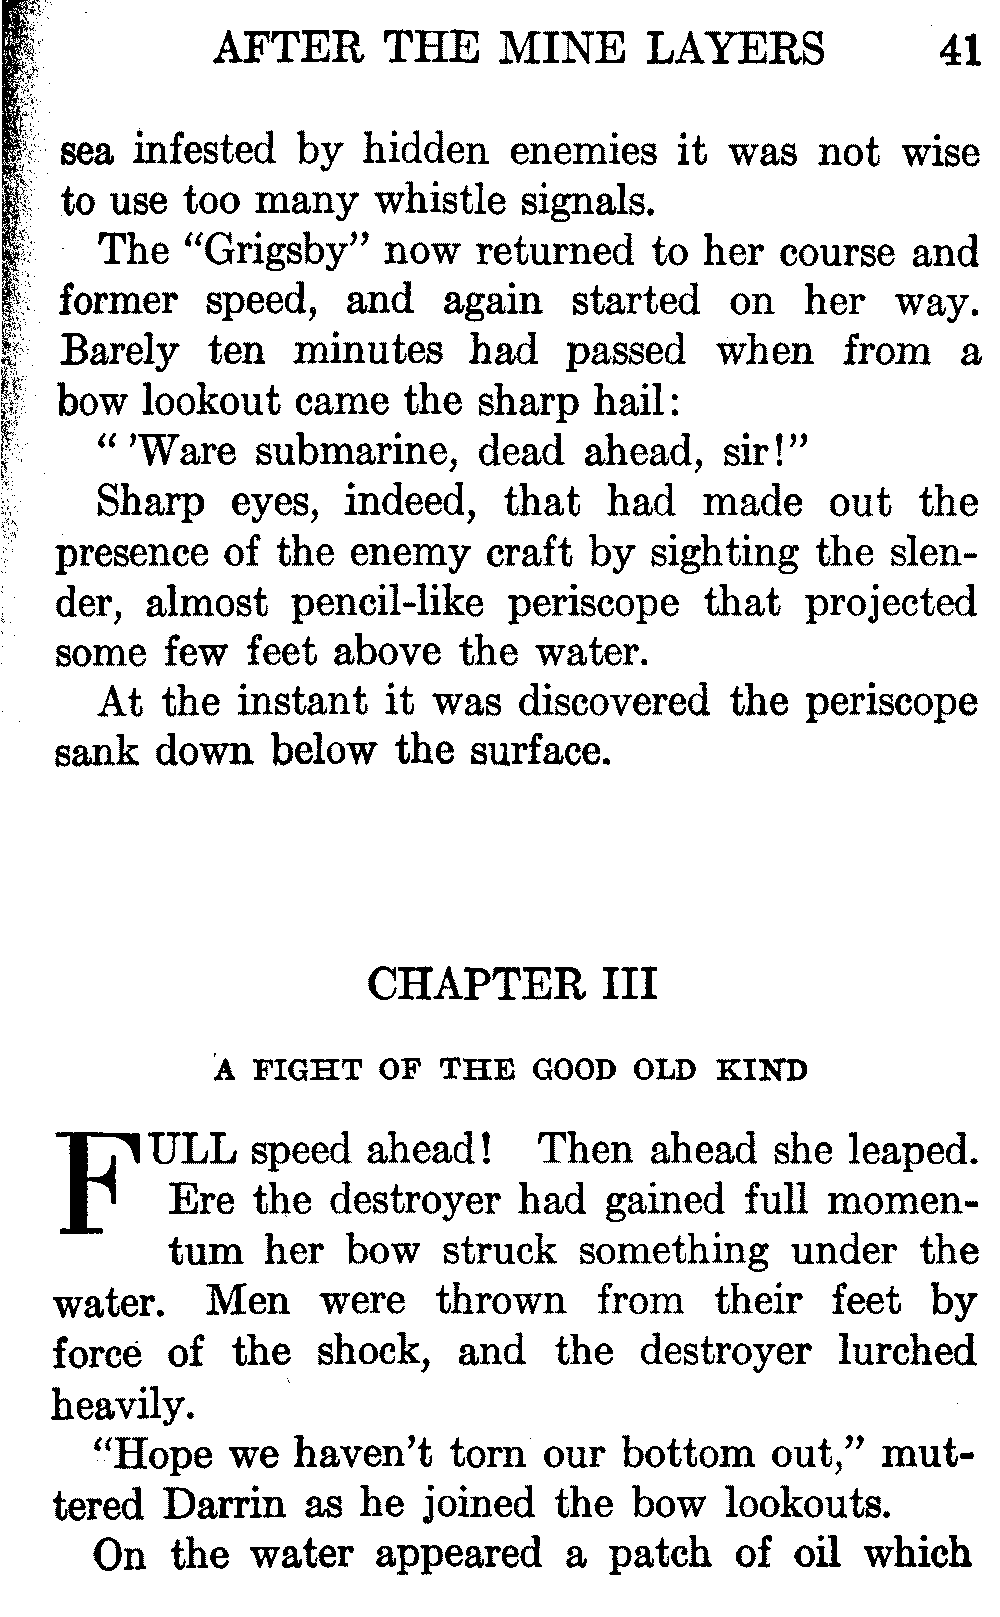 AFTER THE MINE LAYERS 41
sea infested by hidden enemies it was not wise
to use too many whistle signals.
The “Grigsby” now returned to her course and
former speed, and again started on her way.
Barely ten minutes had passed when from a
bow lookout came the sharp hail:
“ ’Ware submarine, dead ahead, sir!”
Sharp eyes, indeed, that had made out the
presence of the enemy craft by sighting the slen-
der, almost pencil-like periscope that projected
some few feet above the water.
At the instant it was discovered the periscope
sank down below the surface.
CHAPTER III
A FIGHT OF THE GOOD OLD KIND
FULL speed ahead! Then ahead she leaped.
Ere the destroyer had gained full momen-
tum her bow struck something under the
water. Men were thrown from their feet by
force of the shock, and the destroyer lurched
heavily.
“Hope we haven’t torn our bottom out,” mut-
tered Darrin as he joined the bow lookouts.
On the water appeared a patch of oil which